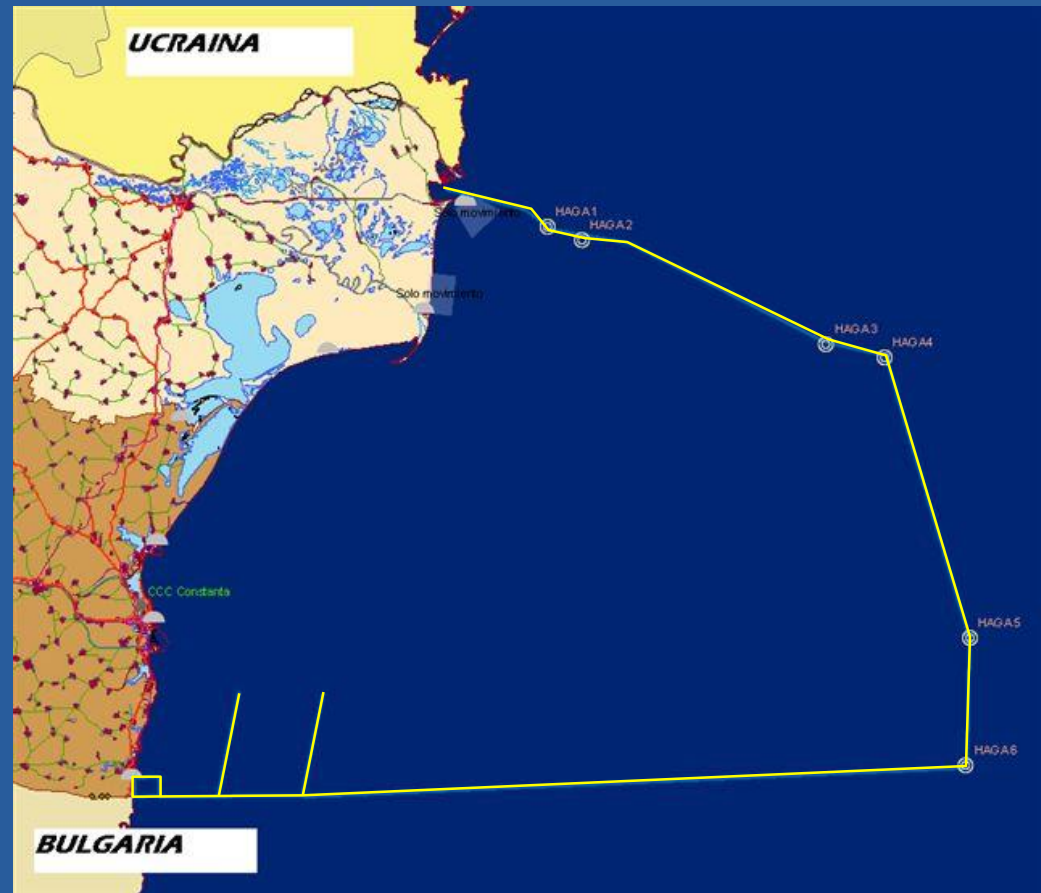 UCRAINA
Solo movimiento
HAGA1
HAGA2
Solo movimiento
HAGA3
HAGA4
CCC Constanta
HAGA5
HAGA6
BULGARIA